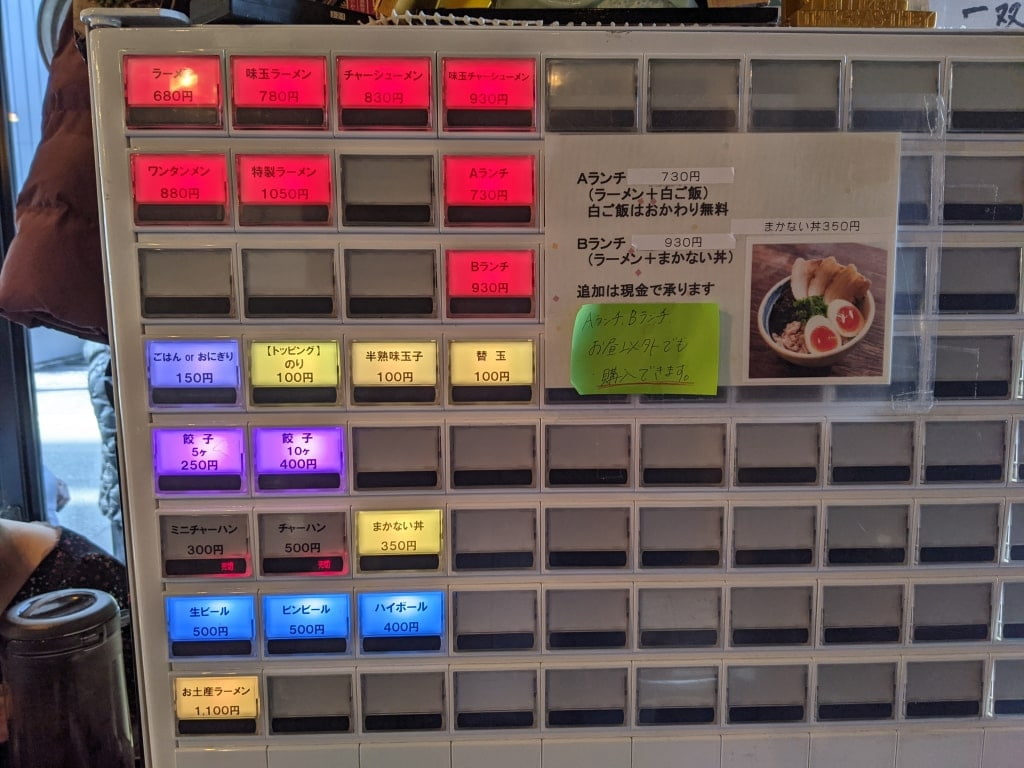 一双
ラーメン
680円
味玉ラーメン
780円
チャーシューメン
830円
味玉チャーシューメン
930円
ワンタンメン
880円
特製ラーメン
1050円
Aランチ
730円
Bランチ
930円
Aランチ 730円
(ラーメン+白ご飯)
白ご飯はおかわり無料
Bランチ 930円
(ラーメン+まかない丼)
追加は現金で承ります
まかない丼350円
Aランチ、Bランチ
お昼以外でも
購入できます。
ごはん or おにぎり
150円
【トッピング】
のり
100円
半熟味玉子
100円
替 玉
100円
餃 子
5ヶ
250円
餃 子
10ヶ
400円
ミニチャーハン
300円
売切
チャーハン
500円
売切
まかない丼
350円
生ビール
500円
ビンビール
500円
ハイボール
400円
お土産ラーメン
1,100円